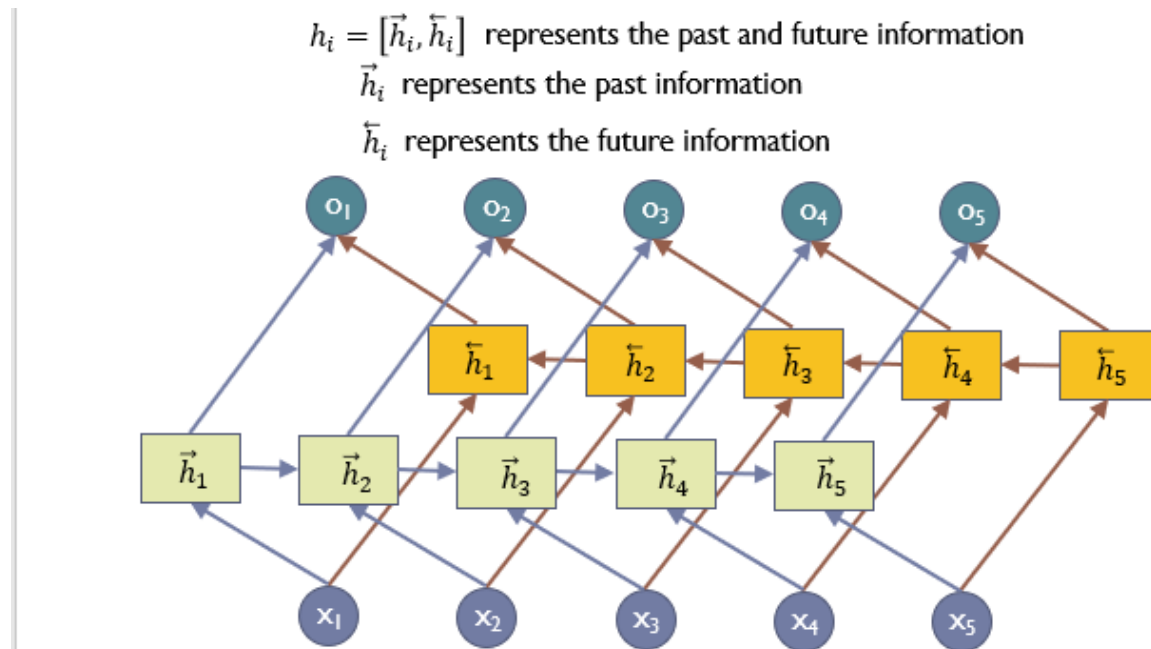 h⃗ᵢ = [h⃗ᵢ, h⃖ᵢ] represents the past and future information
h⃗ᵢ represents the past information
h⃖ᵢ represents the future information
o₁ o₂ o₃ o₄ o₅
h⃖₁ h⃖₂ h⃖₃ h⃖₄ h⃖₅
h⃗₁ h⃗₂ h⃗₃ h⃗₄ h⃗₅
x₁ x₂ x₃ x₄ x₅